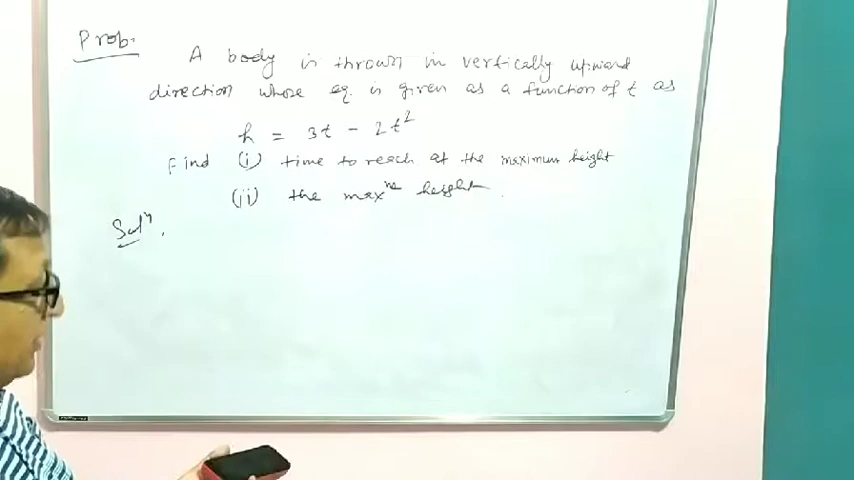 Prob.
A body is thrown in vertically upward
direction whose eq. is given as a function of t as
h = 3t - 2t²
Find (i) time to reach at the maximum height
(ii) the maxᵐ height
Solⁿ.